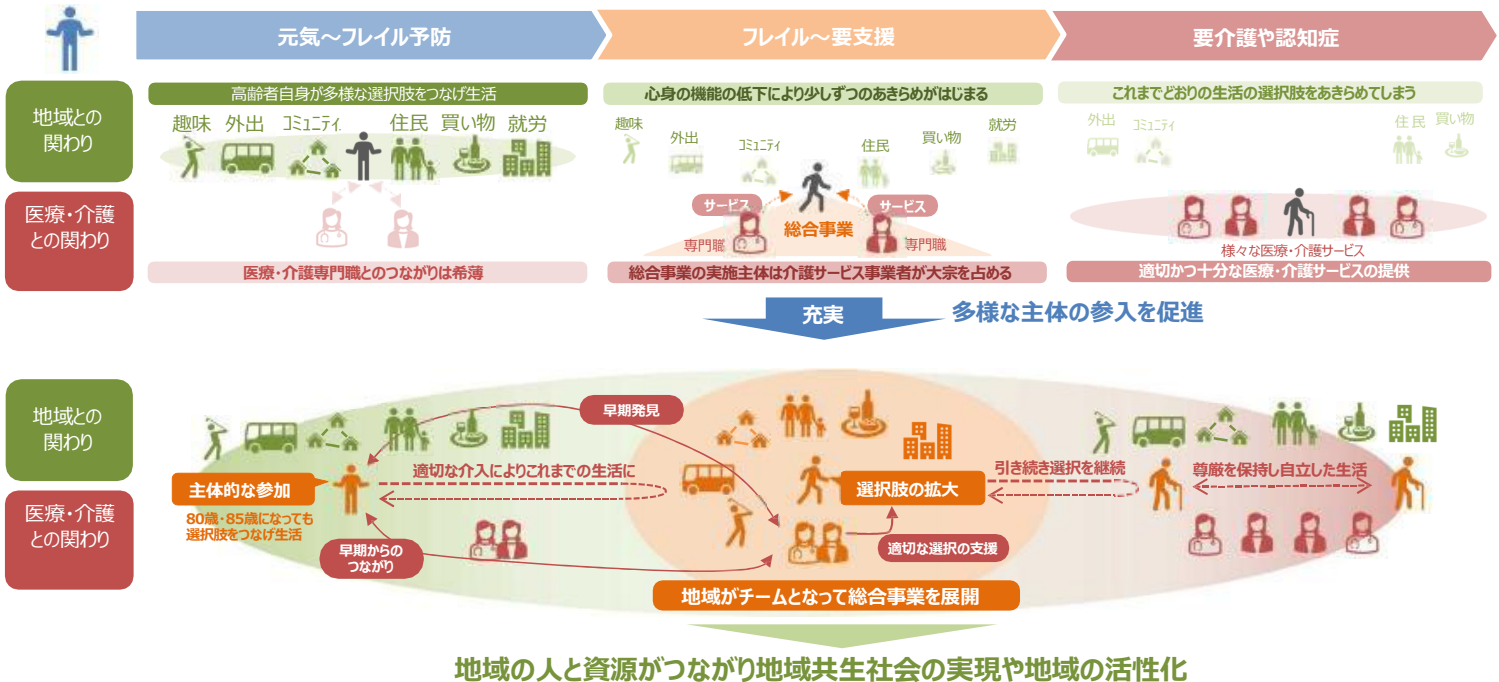 元気～フレイル予防
フレイル～要支援
要介護や認知症
地域との
関わり
高齢者自身が多様な選択肢をつなげ生活
趣味 外出 コミュニティ 住民 買い物 就労
心身の機能の低下により少しずつのあきらめがはじまる
趣味
外出
コミュニティ
住民
買い物
就労
これまでどおりの生活の選択肢をあきらめてしまう
外出
コミュニティ
住民
買い物
医療・介護
との関わり
医療・介護専門職とのつながりは希薄
サービス
サービス
総合事業
専門職
専門職
総合事業の実施主体は介護サービス事業者が大宗を占める
様々な医療・介護サービス
適切かつ十分な医療・介護サービスの提供
充実
多様な主体の参入を促進
地域との
関わり
医療・介護
との関わり
早期発見
適切な介入によりこれまでの生活に
主体的な参加
80歳・85歳になっても
選択肢をつなげ生活
早期からの
つながり
選択肢の拡大
適切な選択の支援
引き続き選択を継続
尊厳を保持し自立した生活
地域がチームとなって総合事業を展開
地域の人と資源がつながり地域共生社会の実現や地域の活性化